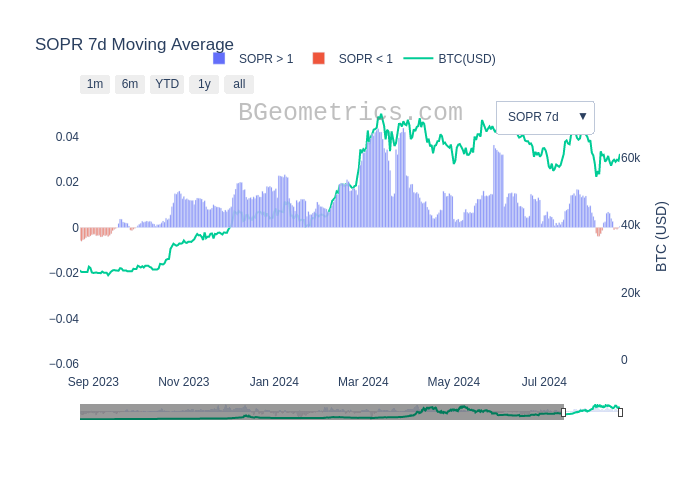 SOPR 7d Moving Average
SOPR > 1
SOPR < 1
BTC(USD)
1m
6m
YTD
1y
all
BGeometrics.com
SOPR 7d
▼
0.04
0.02
0
−0.02
−0.04
−0.06
60k
40k
20k
0
BTC (USD)
Sep 2023
Nov 2023
Jan 2024
Mar 2024
May 2024
Jul 2024